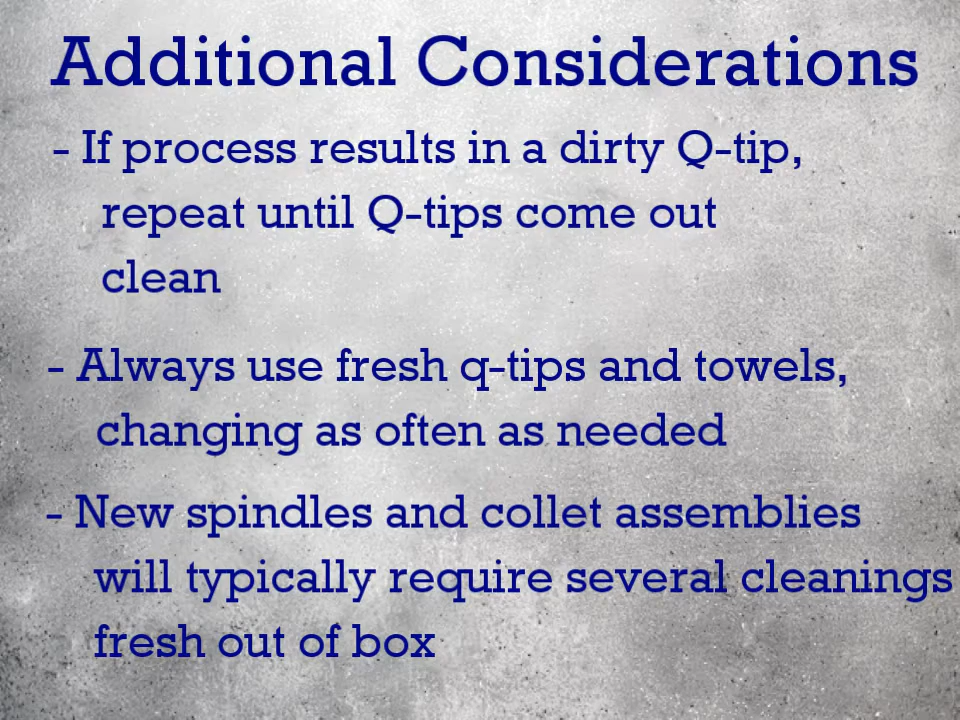 Additional Considerations
- If process results in a dirty Q-tip,
repeat until Q-tips come out
clean
- Always use fresh q-tips and towels,
changing as often as needed
- New spindles and collet assemblies
will typically require several cleanings
fresh out of box